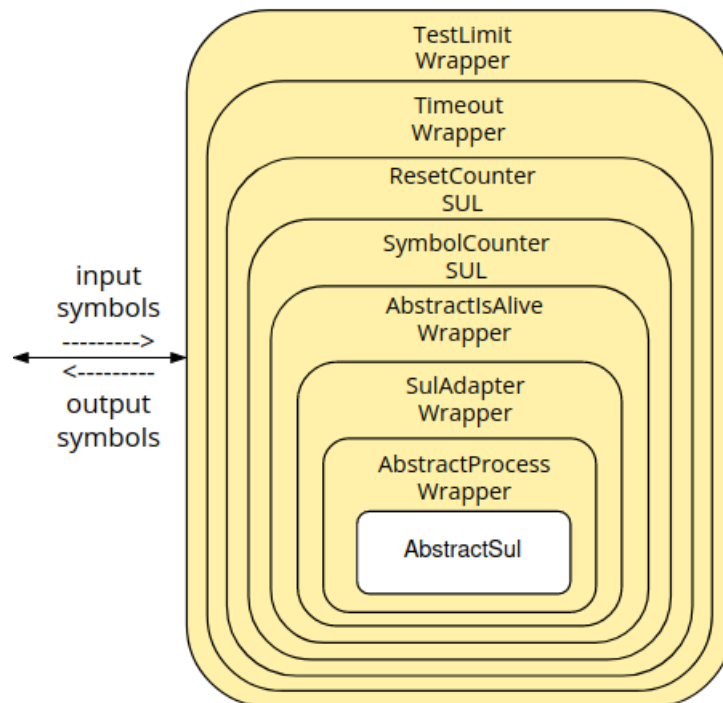 TestLimit
Wrapper
Timeout
Wrapper
ResetCounter
SUL
SymbolCounter
SUL
input
symbols
--------->
<---------
output
symbols
AbstractIsAlive
Wrapper
SulAdapter
Wrapper
AbstractProcess
Wrapper
AbstractSul